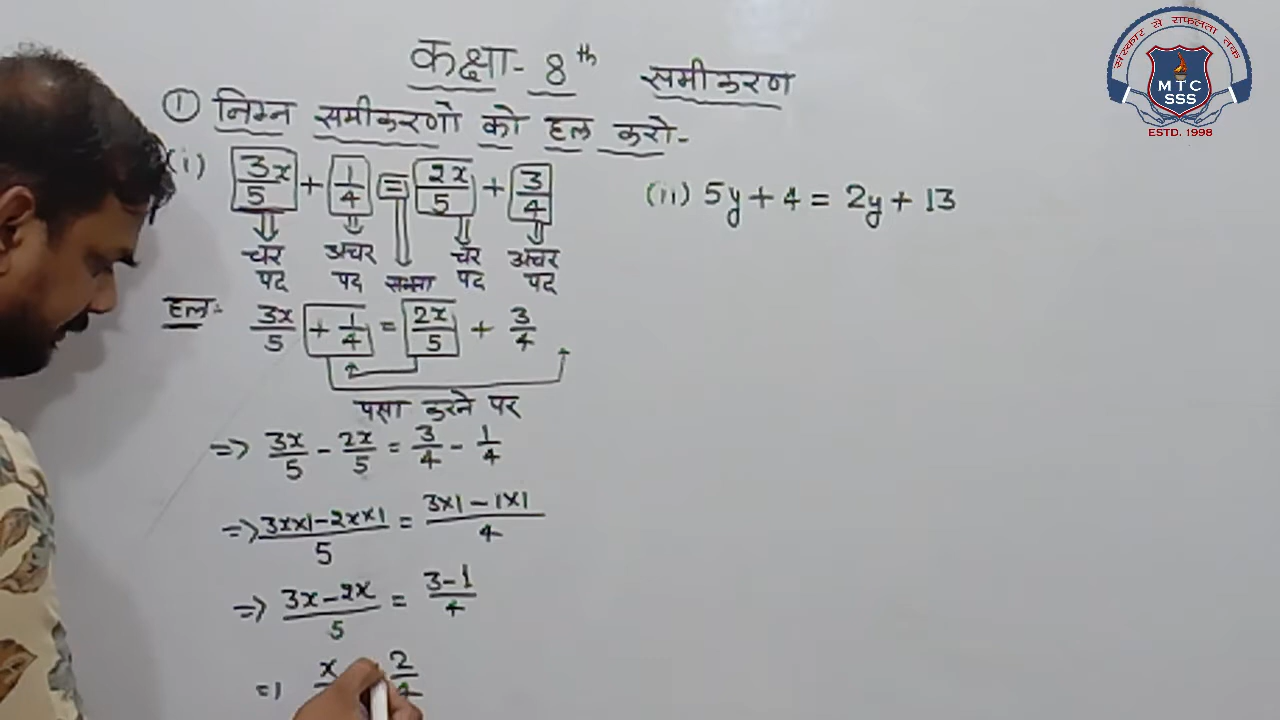 कक्षा- 8th समीकरण
① निम्न समीकरणो को हल करो-
(i) 3x/5 + 1/4 = 2x/5 + 3/4
चर पद अचर पद समता चर पद अचर पद
हल:- 3x/5 + 1/4 = 2x/5 + 3/4
करने पर
=> 3x/5 - 2x/5 = 3/4 - 1/4
=> 3x×1-2x×1/5 = 3×1-1×1/4
=> 3x-2x/5 = 3-1/4
=> x 2/4
(ii) 5y + 4 = 2y + 13
संस्कार से सफलता तक
MTC
SSS
ESTD. 1998